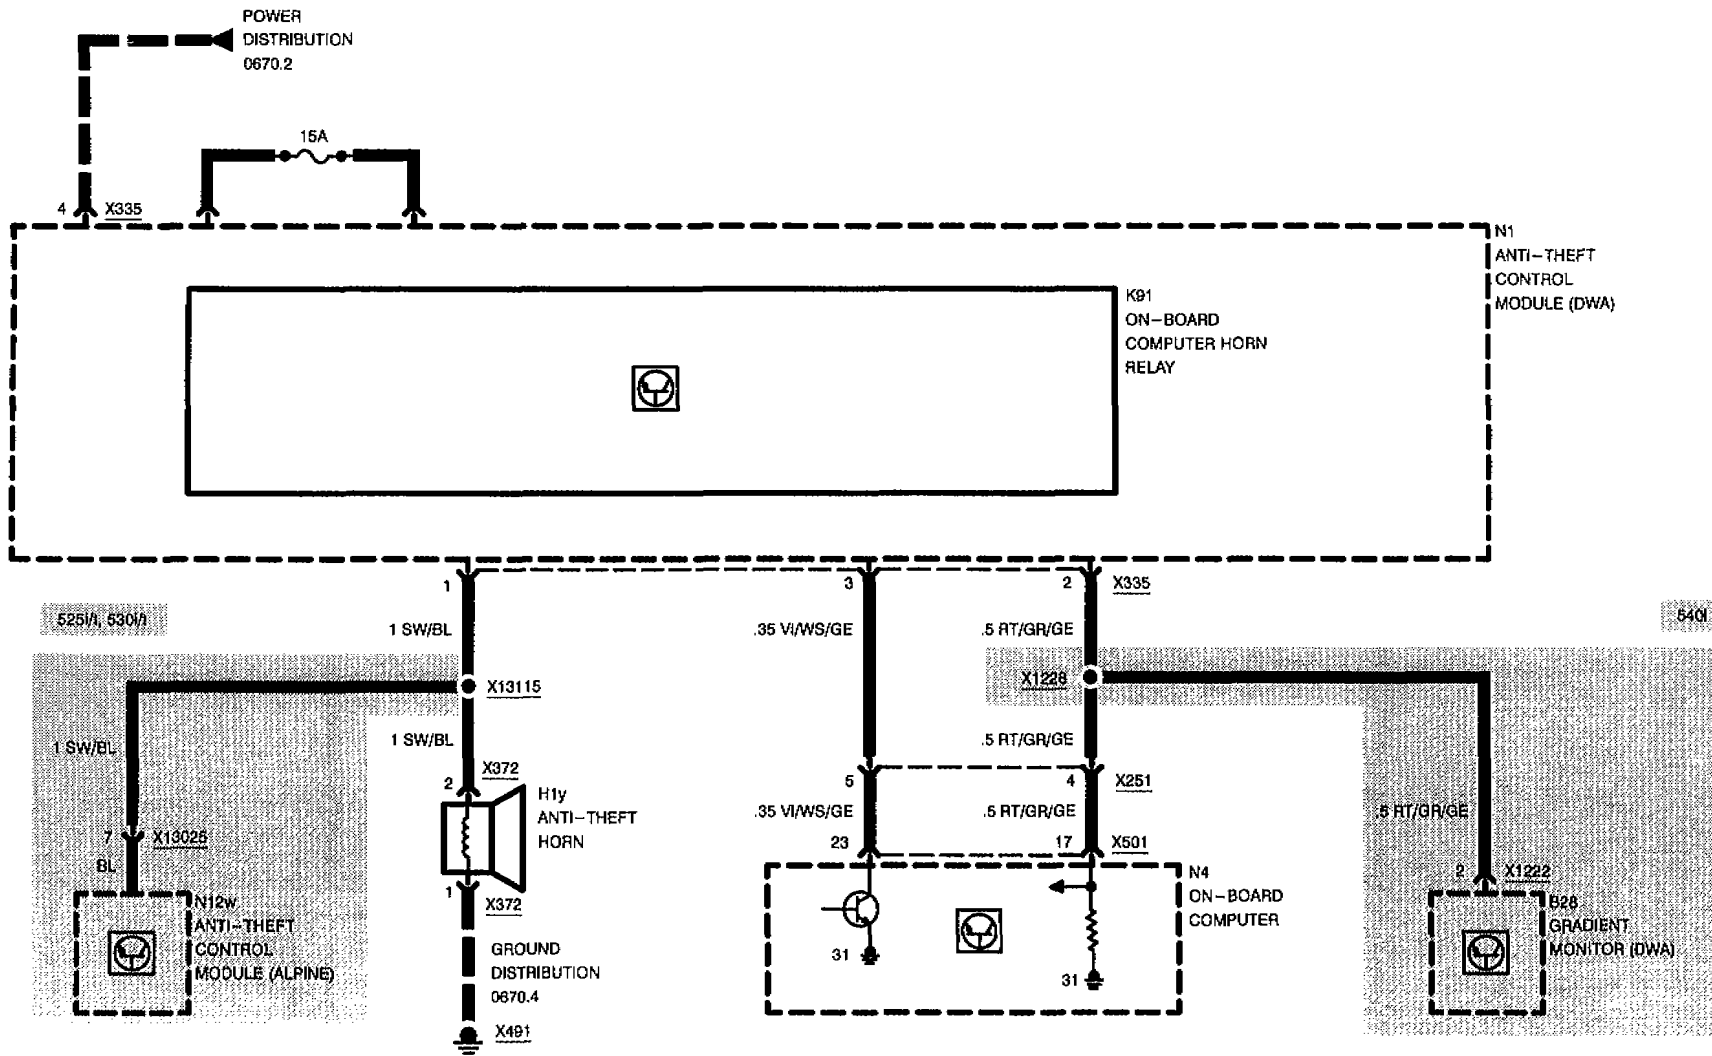 POWER
DISTRIBUTION
0670.2
15A
4 X335
N1
ANTI-THEFT
CONTROL
MODULE (DWA)
K91
ON-BOARD
COMPUTER HORN
RELAY
1
3
2 X335
525i/i, 530i/i
540i
1 SW/BL
.35 VI/WS/GE
.5 RT/GR/GE
X13115
X1228
1 SW/BL
1 SW/BL
.5 RT/GR/GE
2 X372
5
4 X251
H1y
ANTI-THEFT
HORN
.35 VI/WS/GE
.5 RT/GR/GE
.5 RT/GR/GE
7 X13025
BL
23
17 X501
2 X1222
N4
ON-BOARD
COMPUTER
1 X372
N12w
ANTI-THEFT
CONTROL
MODULE (ALPINE)
B28
GRADIENT
MONITOR (DWA)
31
31
GROUND
DISTRIBUTION
0670.4
X491